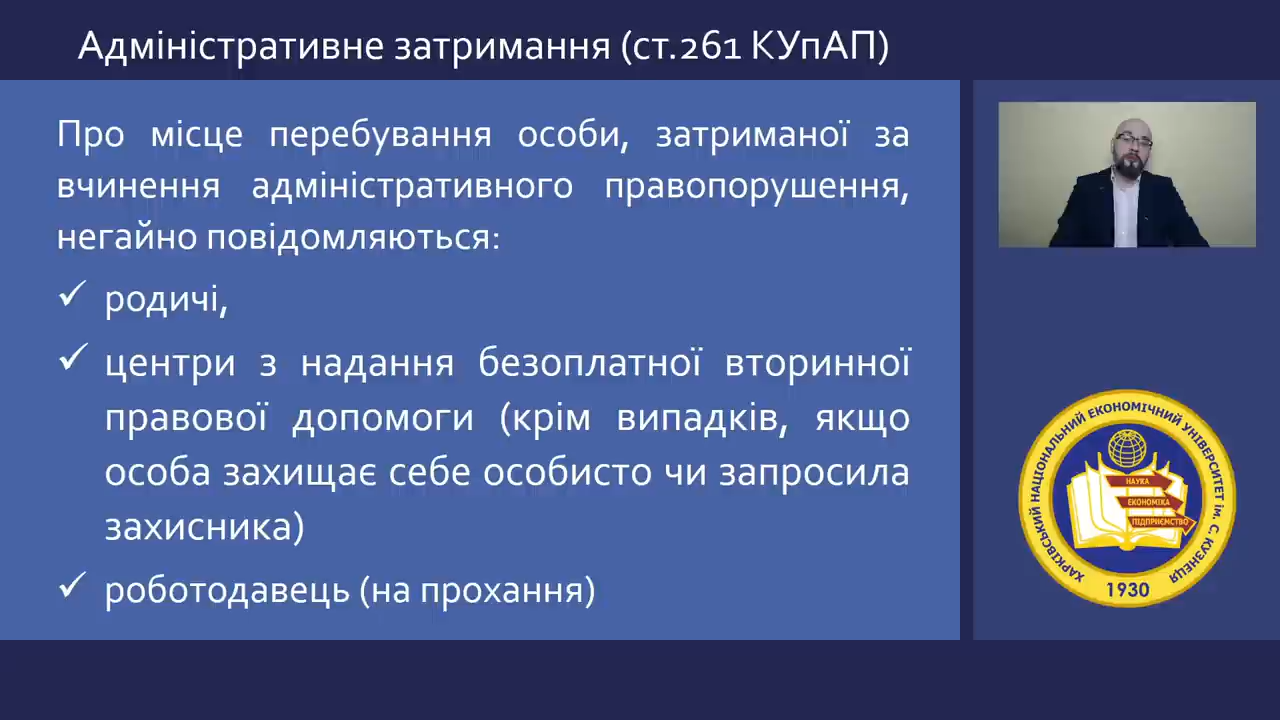 Адміністративне затримання (ст.261 КУпАП)
Про місце перебування особи, затриманої за
вчинення адміністративного правопорушення,
негайно повідомляються:
✓ родичі,
✓ центри з надання безоплатної вторинної
правової допомоги (крім випадків, якщо
особа захищає себе особисто чи запросила
захисника)
✓ роботодавець (на прохання)
ХАРКІВСЬКИЙ НАЦІОНАЛЬНИЙ ЕКОНОМІЧНИЙ УНІВЕРСИТЕТ ім. С. КУЗНЕЦЯ
НАУКА
ЕКОНОМІКА
ПІДПРИЄМСТВО
1930